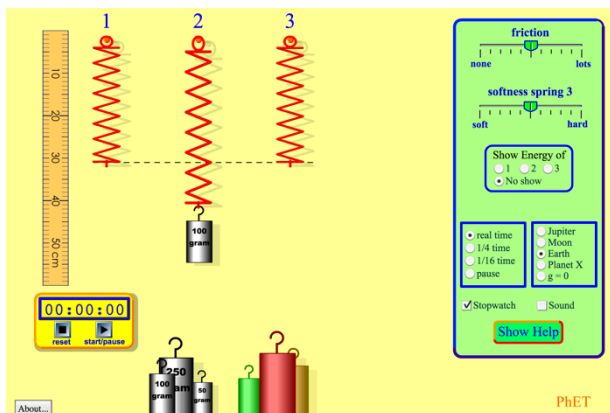 1 2 3
10
20
30
40
50 cm
100
gram
00:00:00
reset start/pause
100
gram
250
50
gram
About...
friction
none lots
softness spring 3
soft hard
Show Energy of
1 2 3
No show
real time
1/4 time
1/16 time
pause
Jupiter
Moon
Earth
Planet X
g = 0
Stopwatch Sound
Show Help
PhET